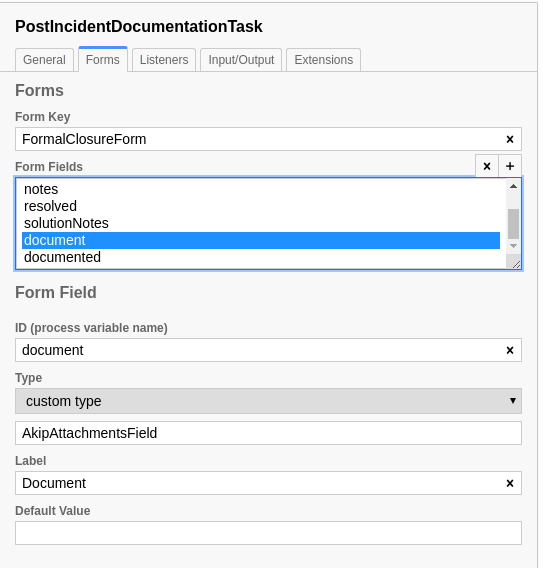 PostIncidentDocumentationTask
General Forms Listeners Input/Output Extensions
Forms
Form Key
FormalClosureForm ×
Form Fields × +
notes
resolved
solutionNotes
document
documented
Form Field
ID (process variable name)
document ×
Type
custom type
AkipAttachmentsField
Label
Document ×
Default Value